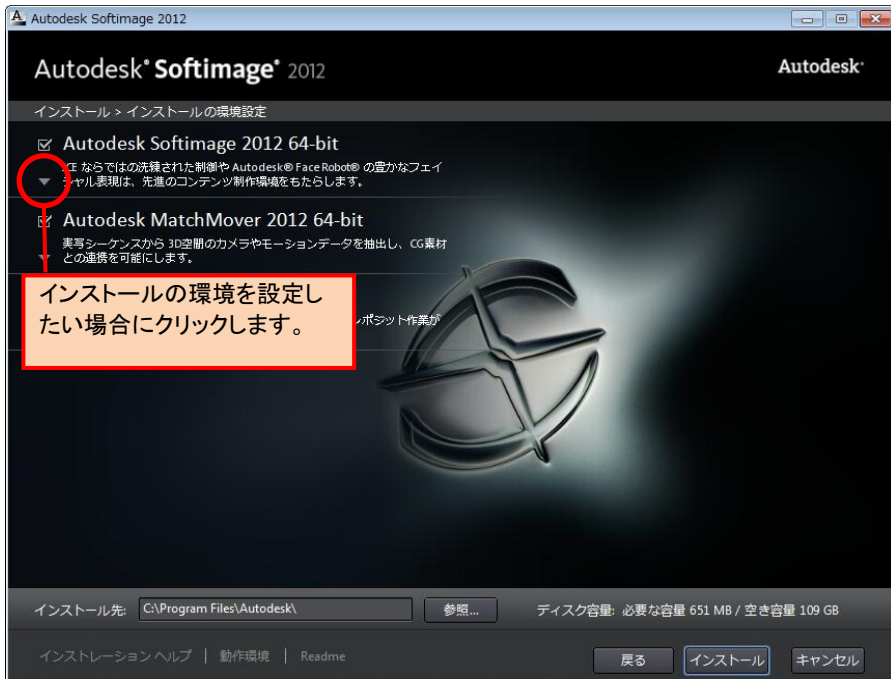 Autodesk Softimage 2012
Autodesk® Softimage® 2012
Autodesk®
インストール > インストールの環境設定
Autodesk Softimage 2012 64-bit
ならではの洗練された制御や Autodesk® Face Robot® の豊かなフェイ
シャル表現は、先進のコンテンツ制作環境をもたらします。
Autodesk MatchMover 2012 64-bit
実写シーケンスから 3D空間のカメラやモーションデータを抽出し、CG素材
との連携を可能にします。
インストールの環境を設定し
たい場合にクリックします。
ンポジット作業が
インストール先: C:\Program Files\Autodesk\ 参照... ディスク容量: 必要な容量 651 MB / 空き容量 109 GB
インストレーション ヘルプ | 動作環境 | Readme
戻る インストール キャンセル